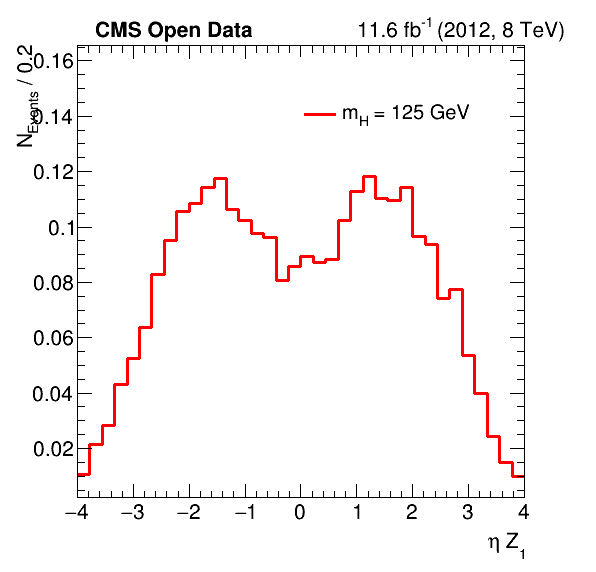 CMS Open Data
11.6 fb⁻¹ (2012, 8 TeV)
N_Events / 0.2
m_H = 125 GeV
0.16
0.14
0.12
0.1
0.08
0.06
0.04
0.02
−4 −3 −2 −1 0 1 2 3 4
η Z₁